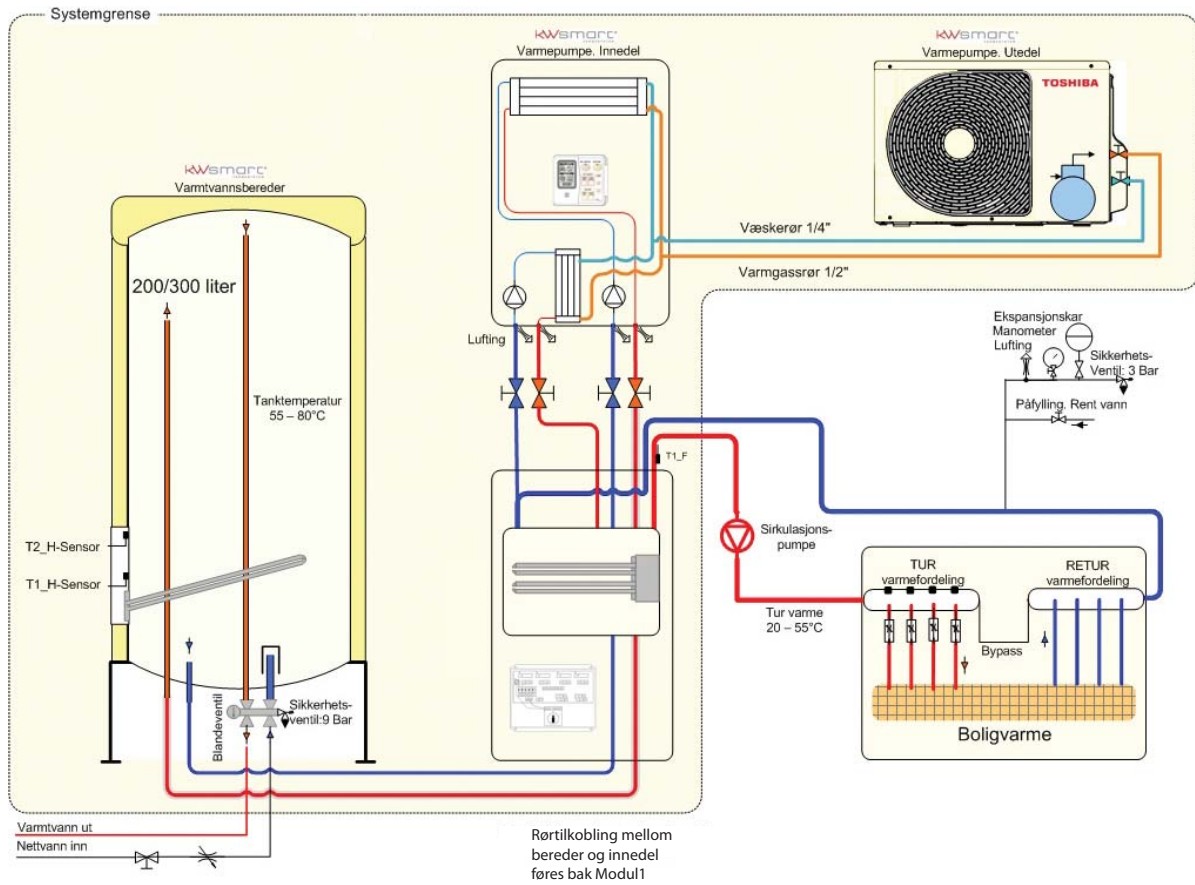 Systemgrense
kWsmart
Varmepumpe. Innedel
kWsmart
Varmepumpe. Utedel
TOSHIBA
kWsmart
Varmtvannsbereder
Væskerør 1/4"
Varmgassrør 1/2"
200/300 liter
Lufting
Tanktemperatur
55 – 80°C
Ekspansjonskar
Manometer
Lufting
Sikkerhets-
Ventil: 3 Bar
Påfylling. Rent vann
T1_F
T2_H-Sensor
T1_H-Sensor
Sirkulasjons-
pumpe
TUR
varmefordeling
RETUR
varmefordeling
Tur varme
20 – 55°C
Bypass
Boligvarme
Blandeventil
Sikkerhets-
ventil:9 Bar
Varmtvann ut
Nettvann inn
Rørtilkobling mellom
bereder og innedel
føres bak Modul1